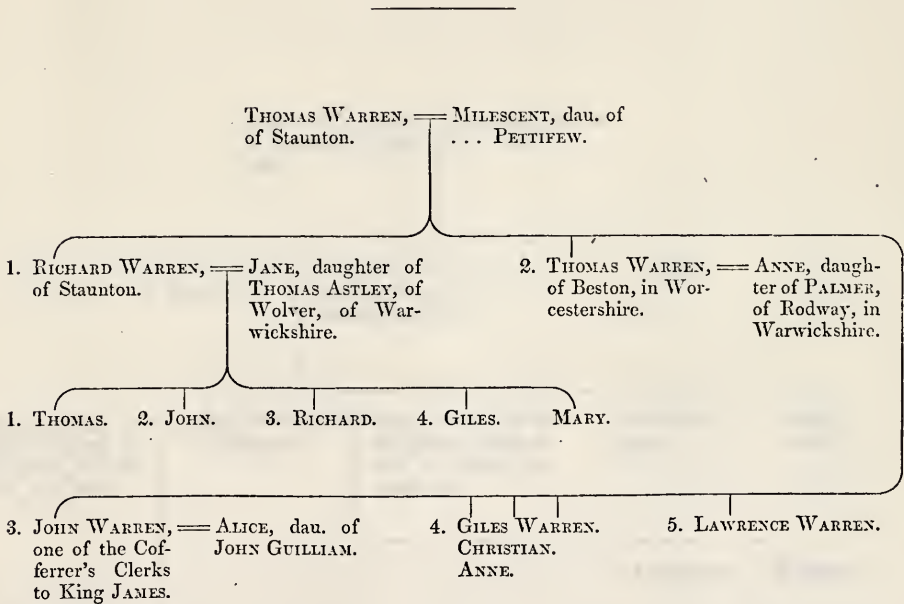 THOMAS WARREN, = MILESCENT, dau. of
of Staunton. . . . PETTIFEW.
1. RICHARD WARREN, = JANE, daughter of
of Staunton. THOMAS ASTLEY, of
Wolver, of War-
wickshire.
2. THOMAS WARREN, = ANNE, daugh-
of Beston, in Wor- ter of PALMER,
cestershire. of Rodway, in
Warwickshire.
1. THOMAS. 2. JOHN. 3. RICHARD. 4. GILES. MARY.
3. JOHN WARREN, = ALICE, dau. of
one of the Cof- JOHN GUILLIAM.
ferrer's Clerks
to King JAMES.
4. GILES WARREN.
CHRISTIAN.
ANNE.
5. LAWRENCE WARREN.